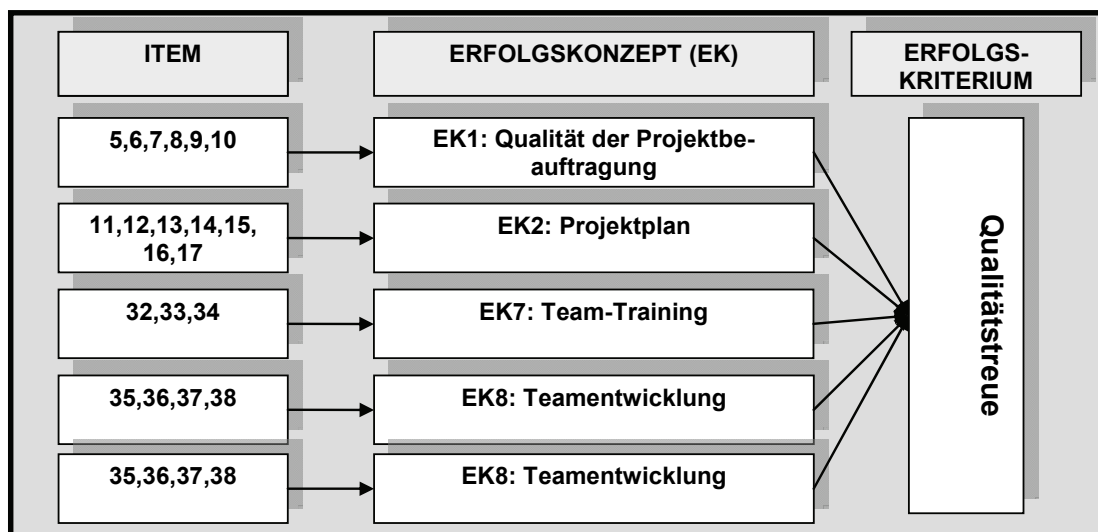 ITEM
ERFOLGSKONZEPT (EK)
ERFOLGS-
KRITERIUM
5,6,7,8,9,10
EK1: Qualität der Projektbe-
auftragung
11,12,13,14,15,
16,17
EK2: Projektplan
32,33,34
EK7: Team-Training
35,36,37,38
EK8: Teamentwicklung
35,36,37,38
EK8: Teamentwicklung
Qualitätstreue